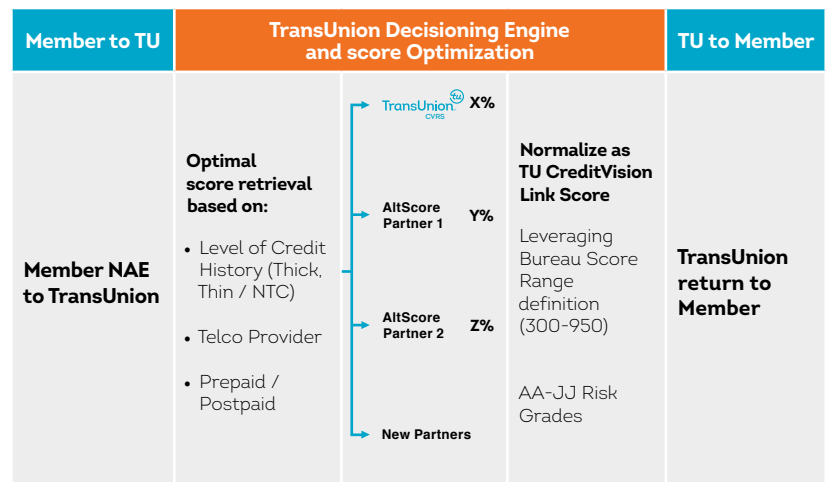 Member to TU
TransUnion Decisioning Engine
and score Optimization
TU to Member
Member NAE
to TransUnion
Optimal
score retrieval
based on:
• Level of Credit
History (Thick,
Thin / NTC)
• Telco Provider
• Prepaid /
Postpaid
TransUnion tu X%
CVRS
AltScore
Partner 1 Y%
AltScore
Partner 2 Z%
New Partners
Normalize as
TU CreditVision
Link Score
Leveraging
Bureau Score
Range
definition
(300-950)
AA-JJ Risk
Grades
TransUnion
return to
Member